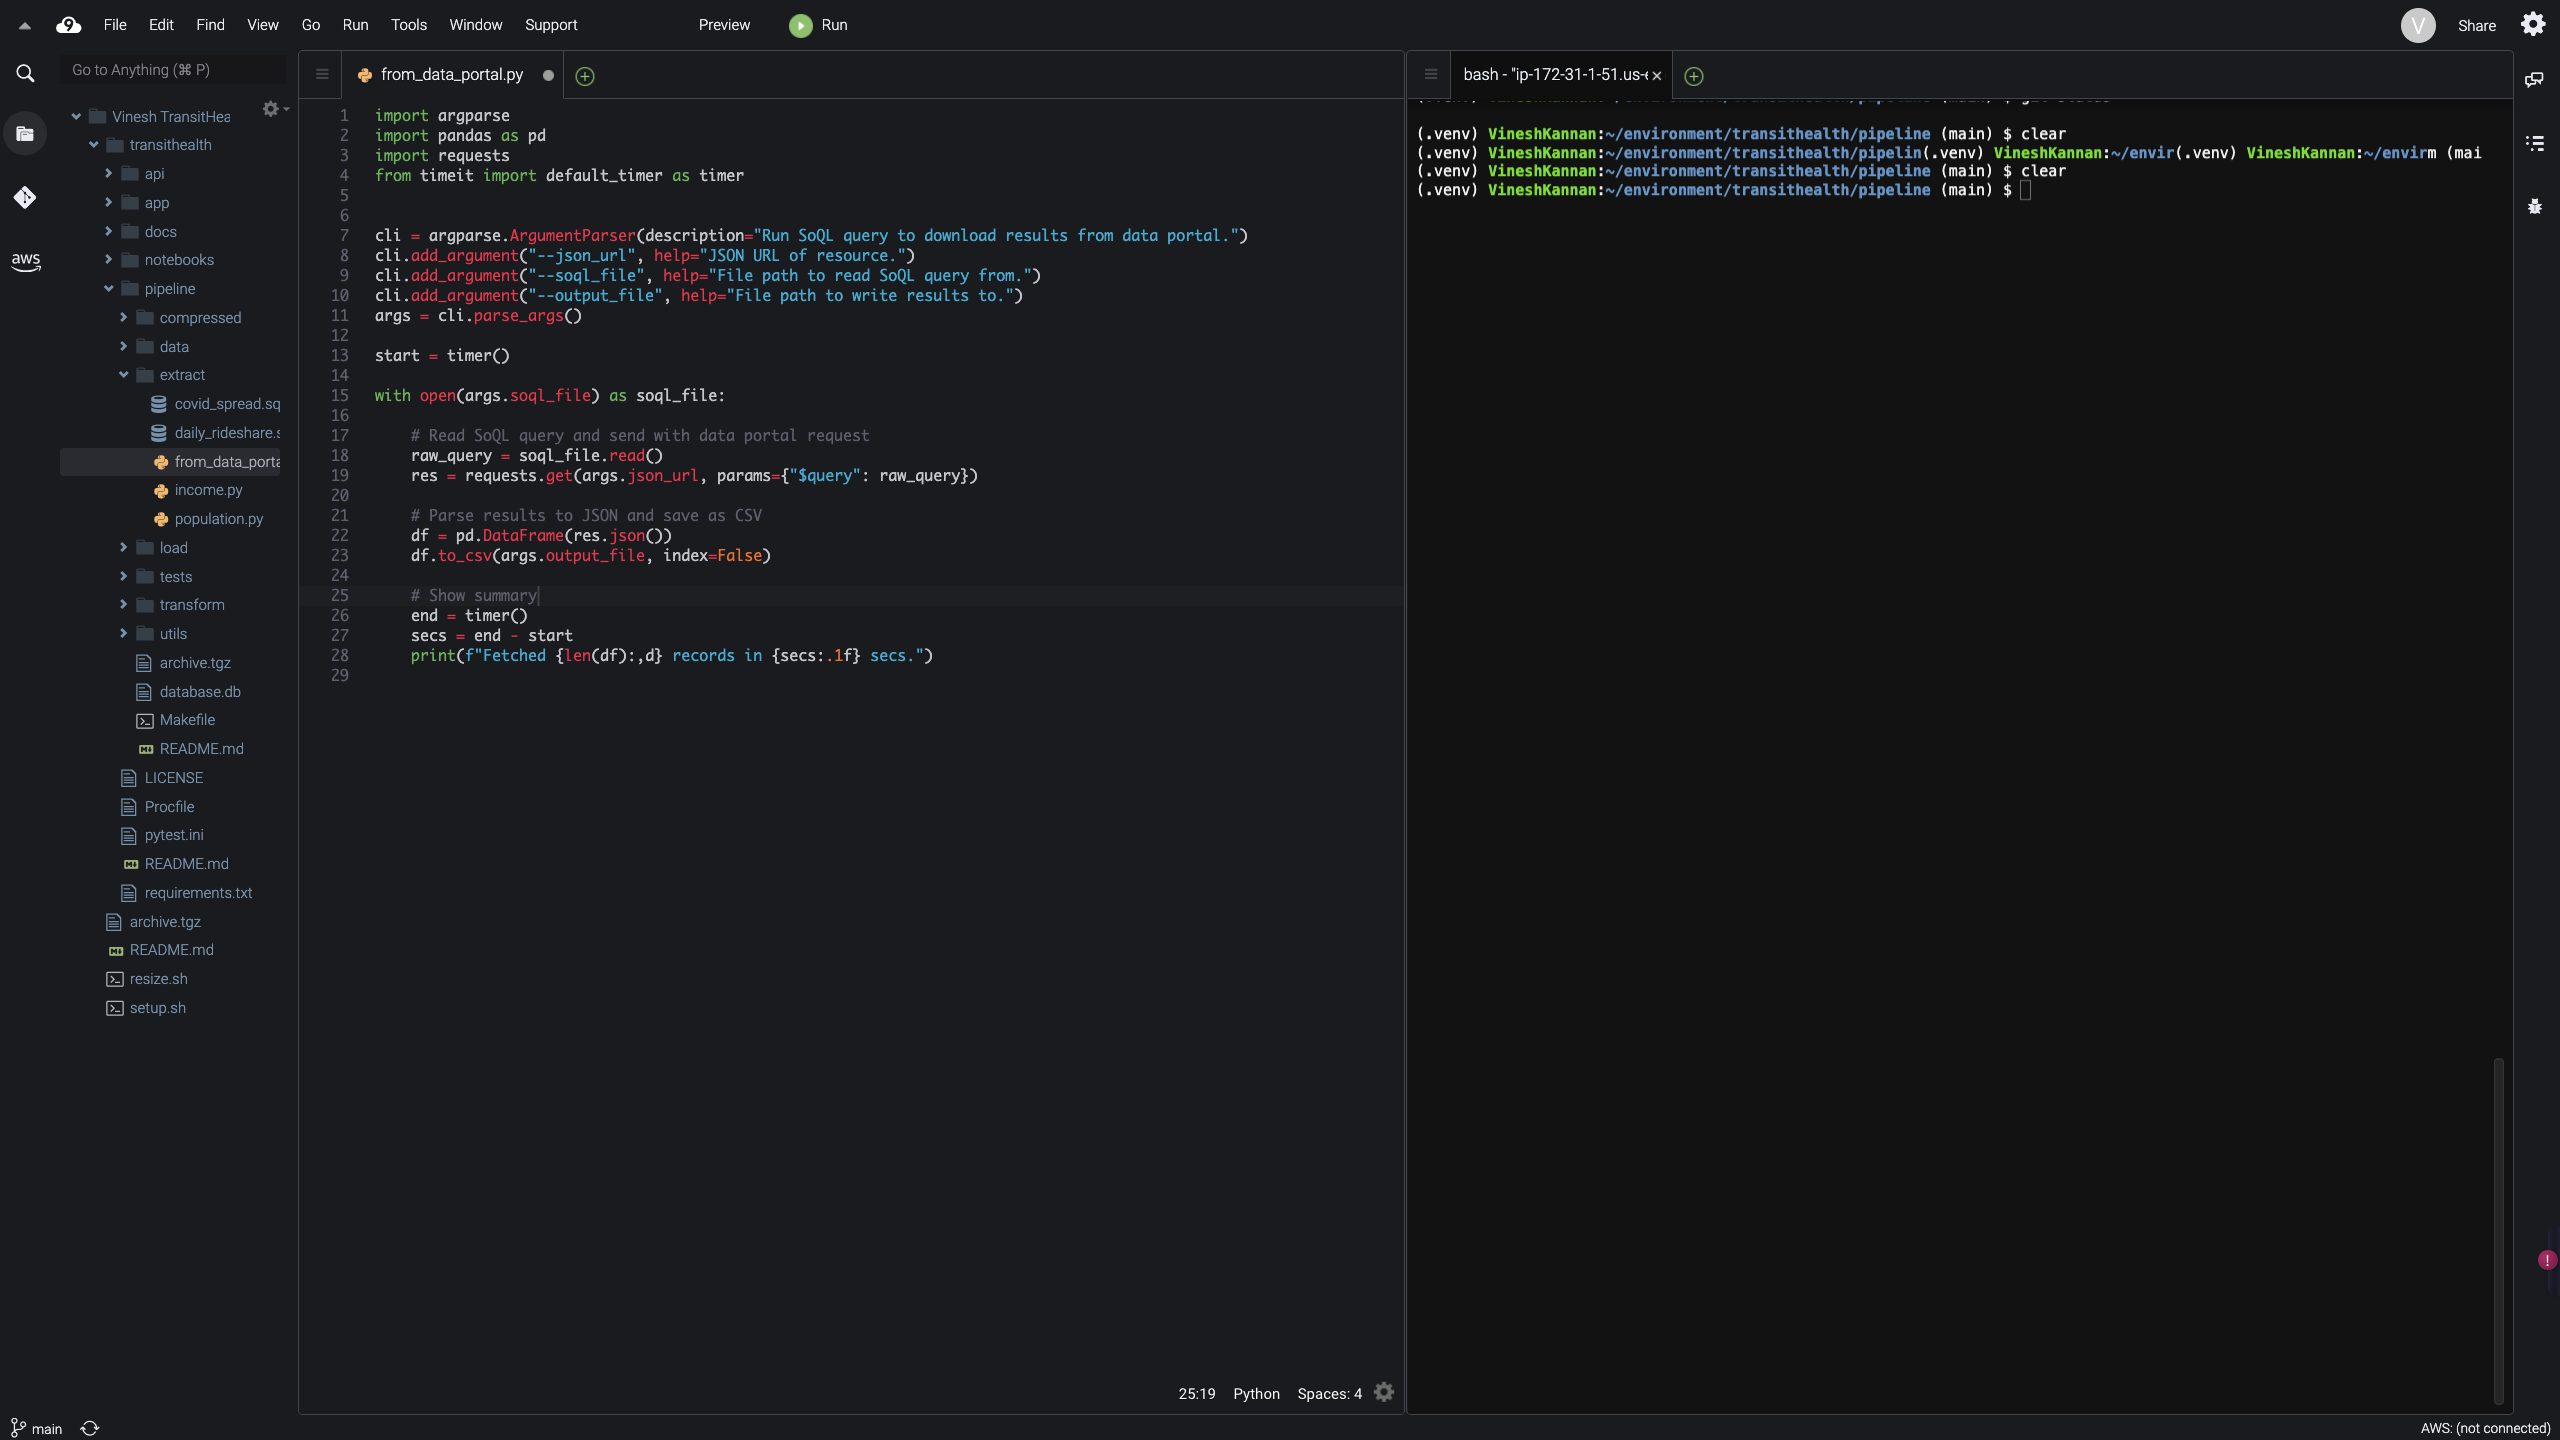 File Edit Find View Go Run Tools Window Support Preview Run V Share
Go to Anything (⌘ P)
Vinesh TransitHea
transithealth
api
app
docs
notebooks
pipeline
compressed
data
extract
covid_spread.sq
daily_rideshare.s
from_data_porta
income.py
population.py
load
tests
transform
utils
archive.tgz
database.db
Makefile
README.md
LICENSE
Procfile
pytest.ini
README.md
requirements.txt
archive.tgz
README.md
resize.sh
setup.sh
aws
from_data_portal.py
1 import argparse
2 import pandas as pd
3 import requests
4 from timeit import default_timer as timer
5
6
7 cli = argparse.ArgumentParser(description="Run SoQL query to download results from data portal.")
8 cli.add_argument("--json_url", help="JSON URL of resource.")
9 cli.add_argument("--soql_file", help="File path to read SoQL query from.")
10 cli.add_argument("--output_file", help="File path to write results to.")
11 args = cli.parse_args()
12
13 start = timer()
14
15 with open(args.soql_file) as soql_file:
16
17     # Read SoQL query and send with data portal request
18     raw_query = soql_file.read()
19     res = requests.get(args.json_url, params={"$query": raw_query})
20
21     # Parse results to JSON and save as CSV
22     df = pd.DataFrame(res.json())
23     df.to_csv(args.output_file, index=False)
24
25     # Show summary
26     end = timer()
27     secs = end - start
28     print(f"Fetched {len(df):,d} records in {secs:.1f} secs.")
29
25:19 Python Spaces: 4
bash - "ip-172-31-1-51.us-e
(.venv) VineshKannan:~/environment/transithealth/pipeline (main) $ clear
(.venv) VineshKannan:~/environment/transithealth/pipelin(.venv) VineshKannan:~/envir(.venv) VineshKannan:~/envirm (mai
(.venv) VineshKannan:~/environment/transithealth/pipeline (main) $ clear
(.venv) VineshKannan:~/environment/transithealth/pipeline (main) $
main
AWS: (not connected)